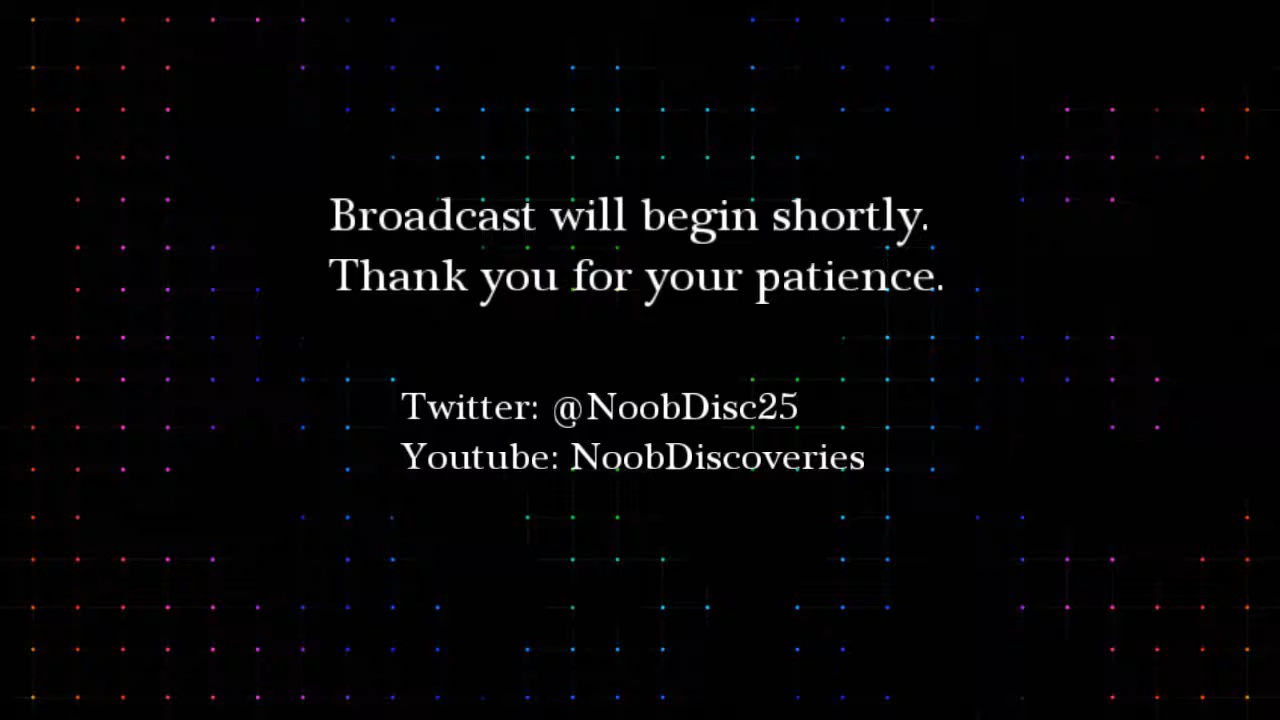 Broadcast will begin shortly.
Thank you for your patience.
Twitter: @NoobDisc25
Youtube: NoobDiscoveries